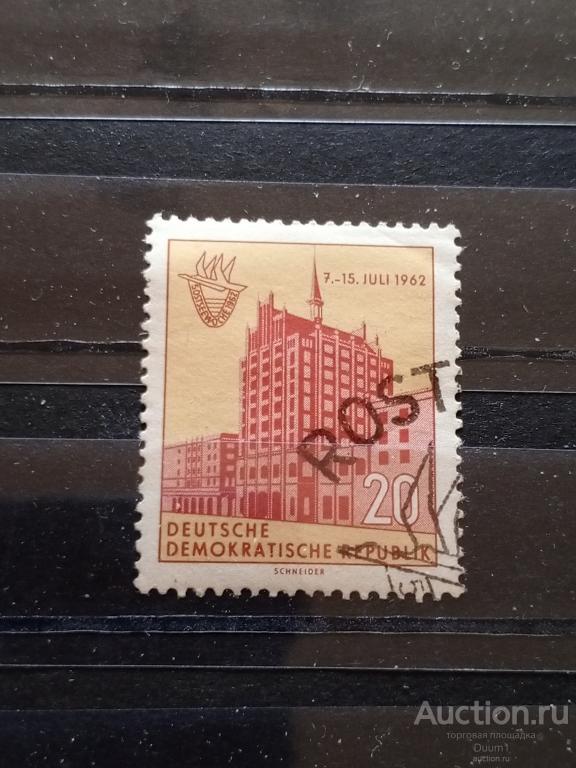 7.-15. JULI 1962
OSTSEEWOCHE 1962
ROST
20
DEUTSCHE
DEMOKRATISCHE REPUBLIK
SCHNEIDER
Auction.ru
торговая площадка
Ouum1
auction.ru